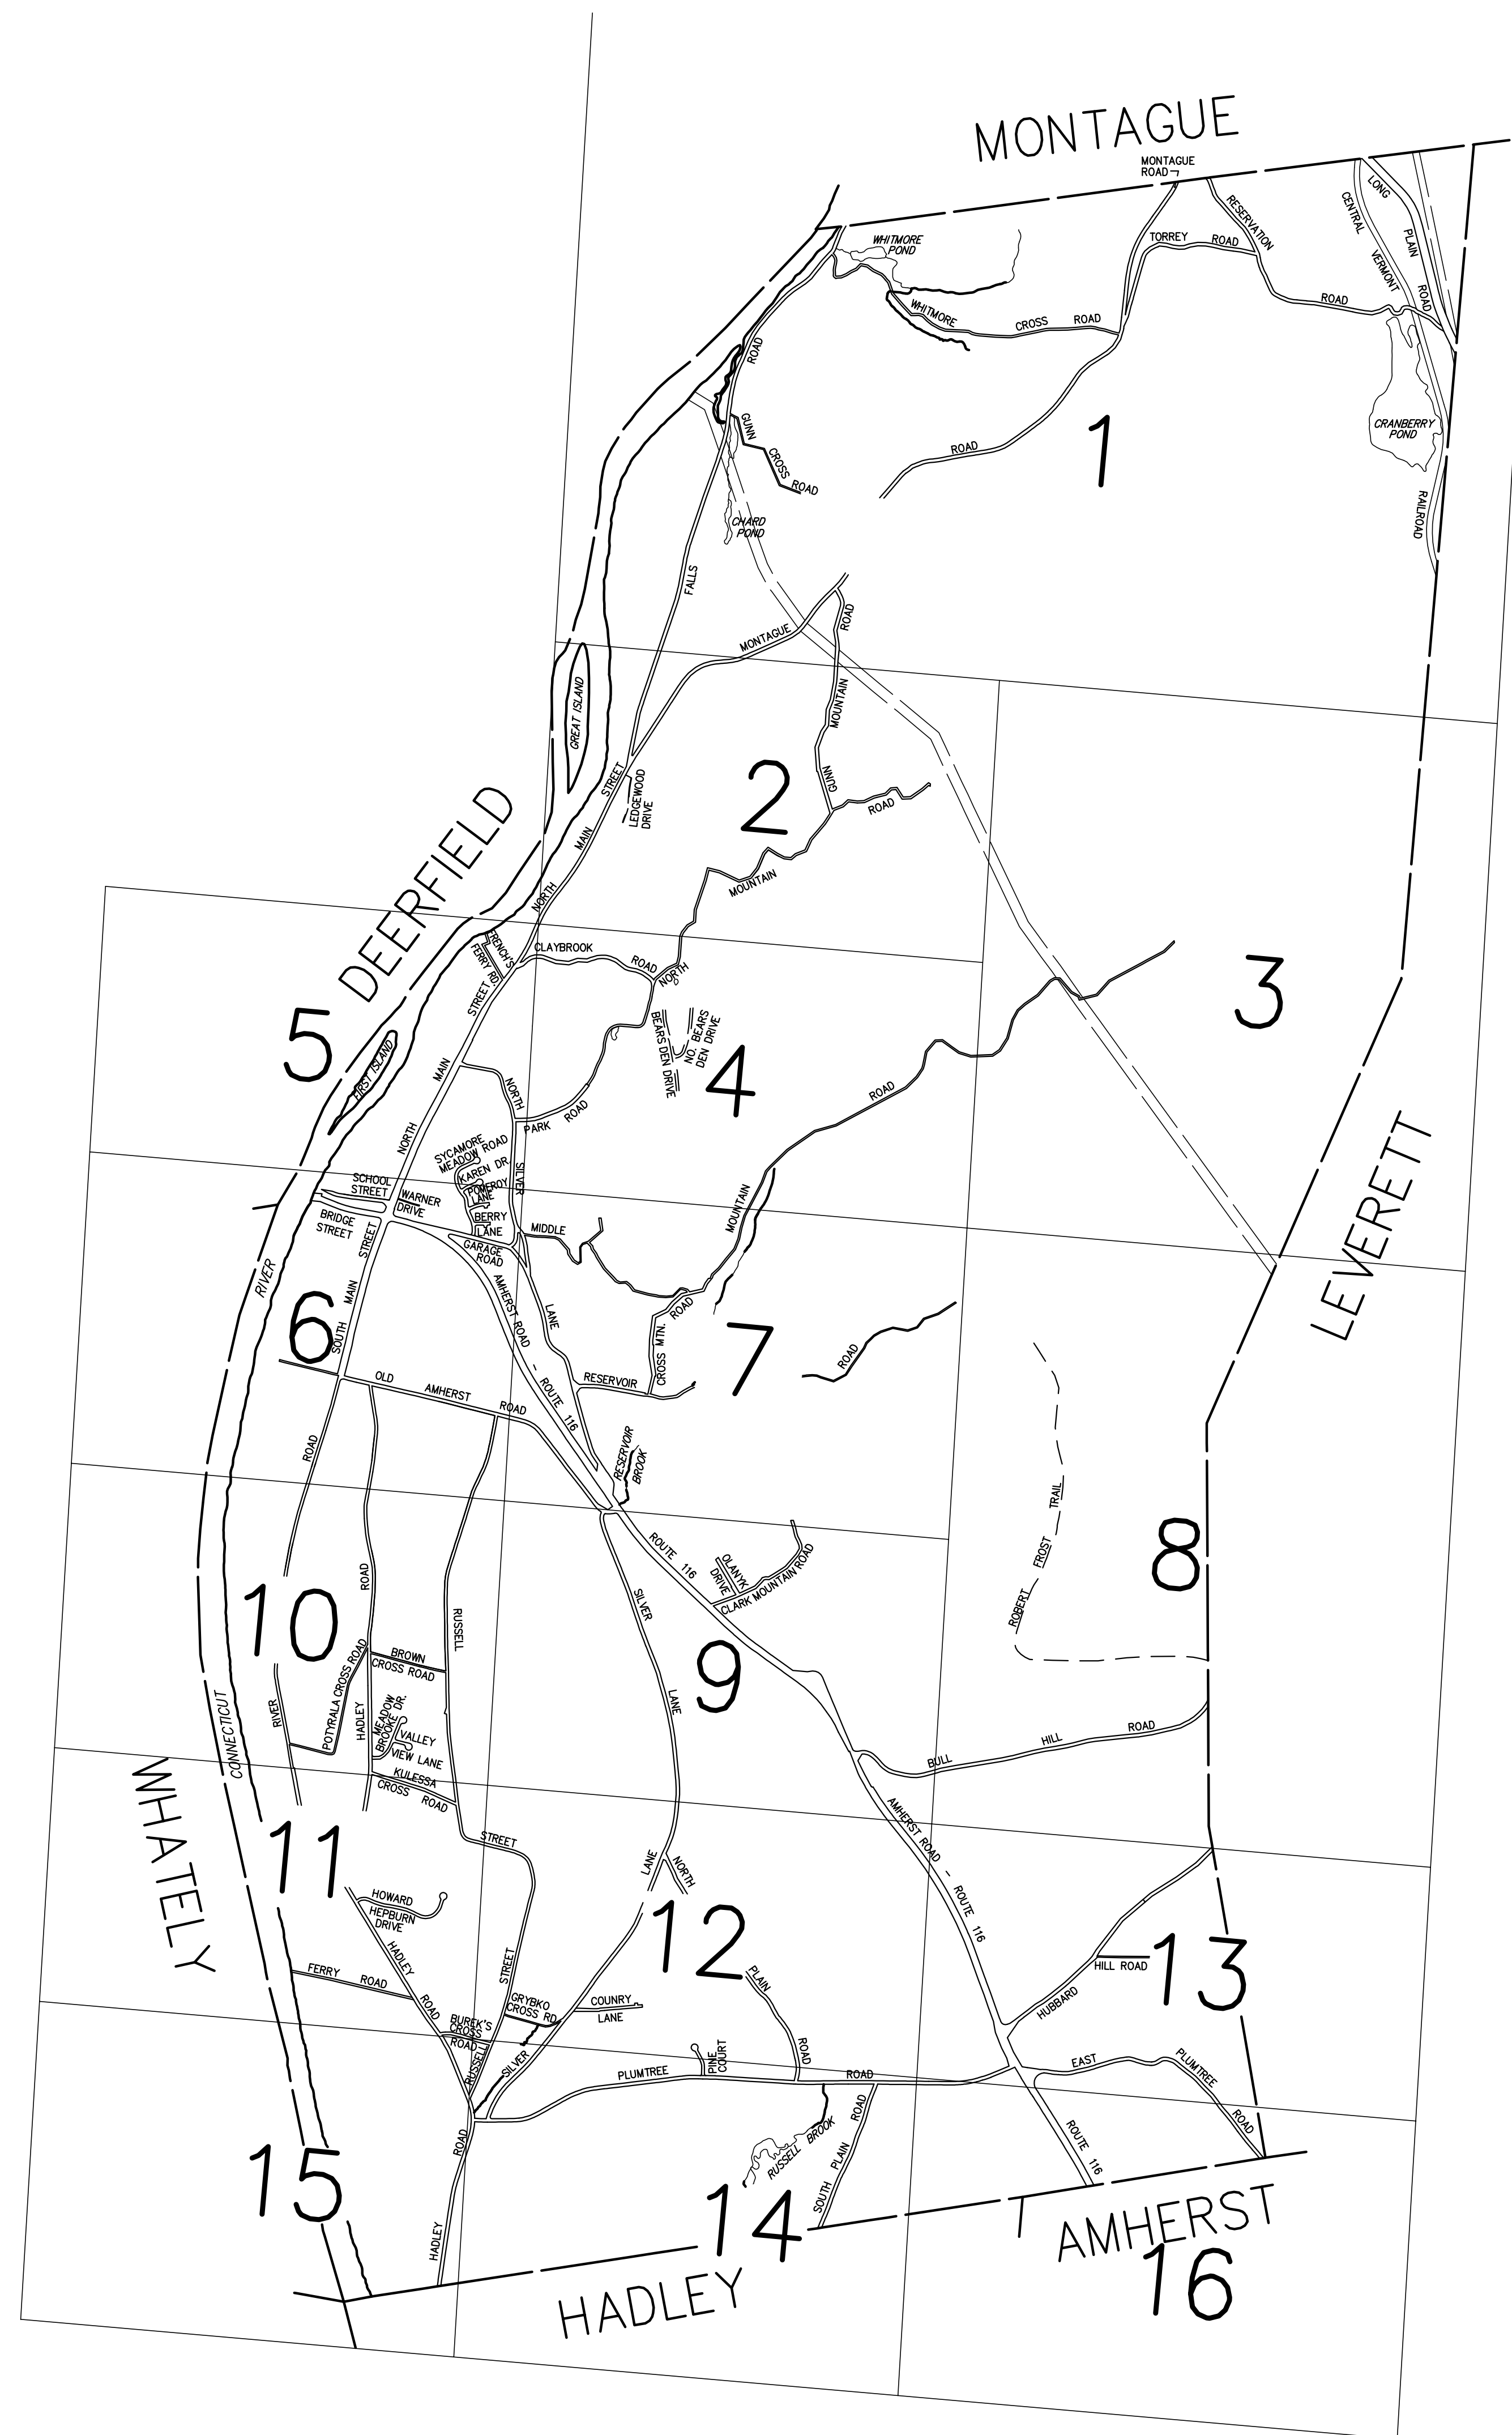 MONTAGUE
MONTAGUE
ROAD
LONG
PLAIN
ROAD
CENTRAL
VERMONT
RAILROAD
RESERVATION
ROAD
TORREY ROAD
WHITMORE
POND
WHITMORE
CROSS ROAD
CRANBERRY
POND
1
ROAD
ROAD
GUNN
CROSS
ROAD
CHARD
POND
FALLS
MONTAGUE
ROAD
MOUNTAIN
GUNN
ROAD
GREAT ISLAND
STREET
LEDGEWOOD
DRIVE
MAIN
NORTH
2
MOUNTAIN
DEERFIELD
FRENCH'S
FERRY RD.
CLAYBROOK
ROAD
NORTH
STREET
3
5
FIRST ISLAND
MAIN
NORTH
BEARS DEN DRIVE
NO. BEARS
DEN DRIVE
4
NORTH
PARK
ROAD
ROAD
SYCAMORE
MEADOW ROAD
KAREN DR.
POMEROY
LANE
BERRY
LANE
SILVER
SCHOOL
STREET
WARNER
DRIVE
BRIDGE
STREET
STREET
GARAGE
ROAD
MIDDLE
MOUNTAIN
LEVERETT
RIVER
MAIN
SOUTH
6
AMHERST ROAD - ROUTE 116
LANE
ROAD
CROSS MTN.
7
ROAD
RESERVOIR
OLD
AMHERST
ROAD
ROAD
RESERVOIR
BROOK
ROBERT
FROST
TRAIL
8
ROUTE 116
OLANYK
DRIVE
CLARK MOUNTAIN ROAD
10
ROAD
RUSSELL
SILVER
LANE
9
BROWN
CROSS ROAD
POTYRALA CROSS ROAD
RIVER
HADLEY
MEADOW
BROOKE DR.
VALLEY
VIEW LANE
KULESSA
CROSS ROAD
CONNECTICUT
WHATELY
BULL
HILL
ROAD
AMHERST ROAD - ROUTE 116
11
STREET
LANE
NORTH
HOWARD
HEPBURN
DRIVE
12
HADLEY
ROAD
FERRY ROAD
STREET
GRYBKO
CROSS RD.
COUNRY
LANE
PLAIN
ROAD
13
HILL ROAD
HUBBARD
BUREK'S
CROSS
ROAD
RUSSELL
SILVER
PLUMTREE
PINE
COURT
ROAD
EAST
PLUMTREE
ROAD
ROAD
RUSSELL BROOK
ROAD
PLAIN
SOUTH
ROUTE 116
15
HADLEY
14
AMHERST
16
HADLEY